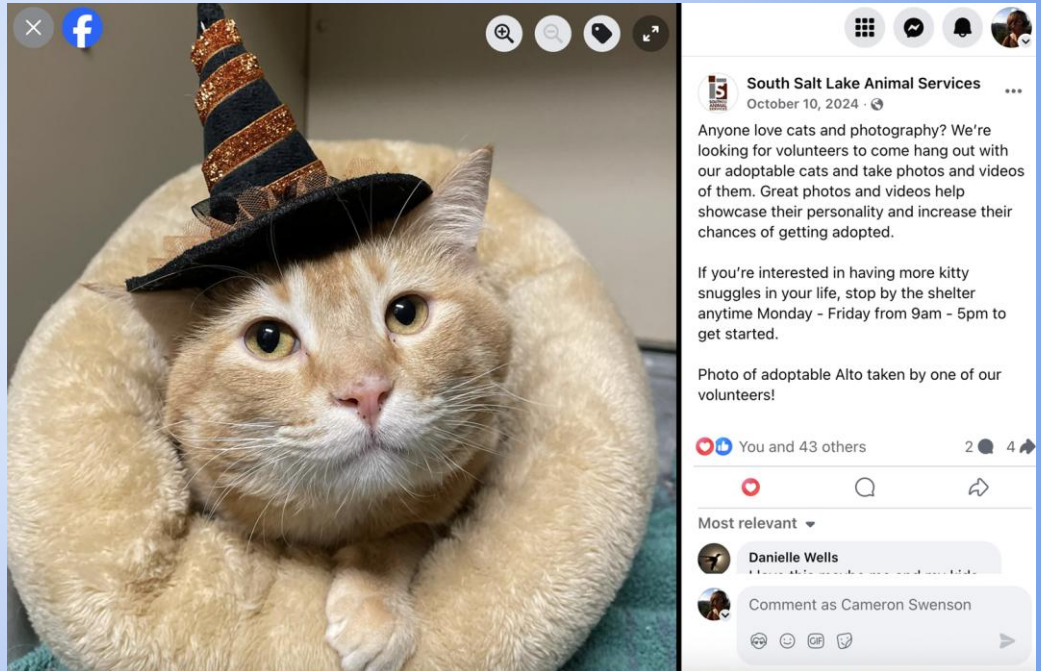 South Salt Lake Animal Services
October 10, 2024 ·
Anyone love cats and photography? We're
looking for volunteers to come hang out with
our adoptable cats and take photos and videos
of them. Great photos and videos help
showcase their personality and increase their
chances of getting adopted.
If you're interested in having more kitty
snuggles in your life, stop by the shelter
anytime Monday - Friday from 9am - 5pm to
get started.
Photo of adoptable Alto taken by one of our
volunteers!
You and 43 others 2 4
Most relevant
Danielle Wells
Comment as Cameron Swenson
GIF